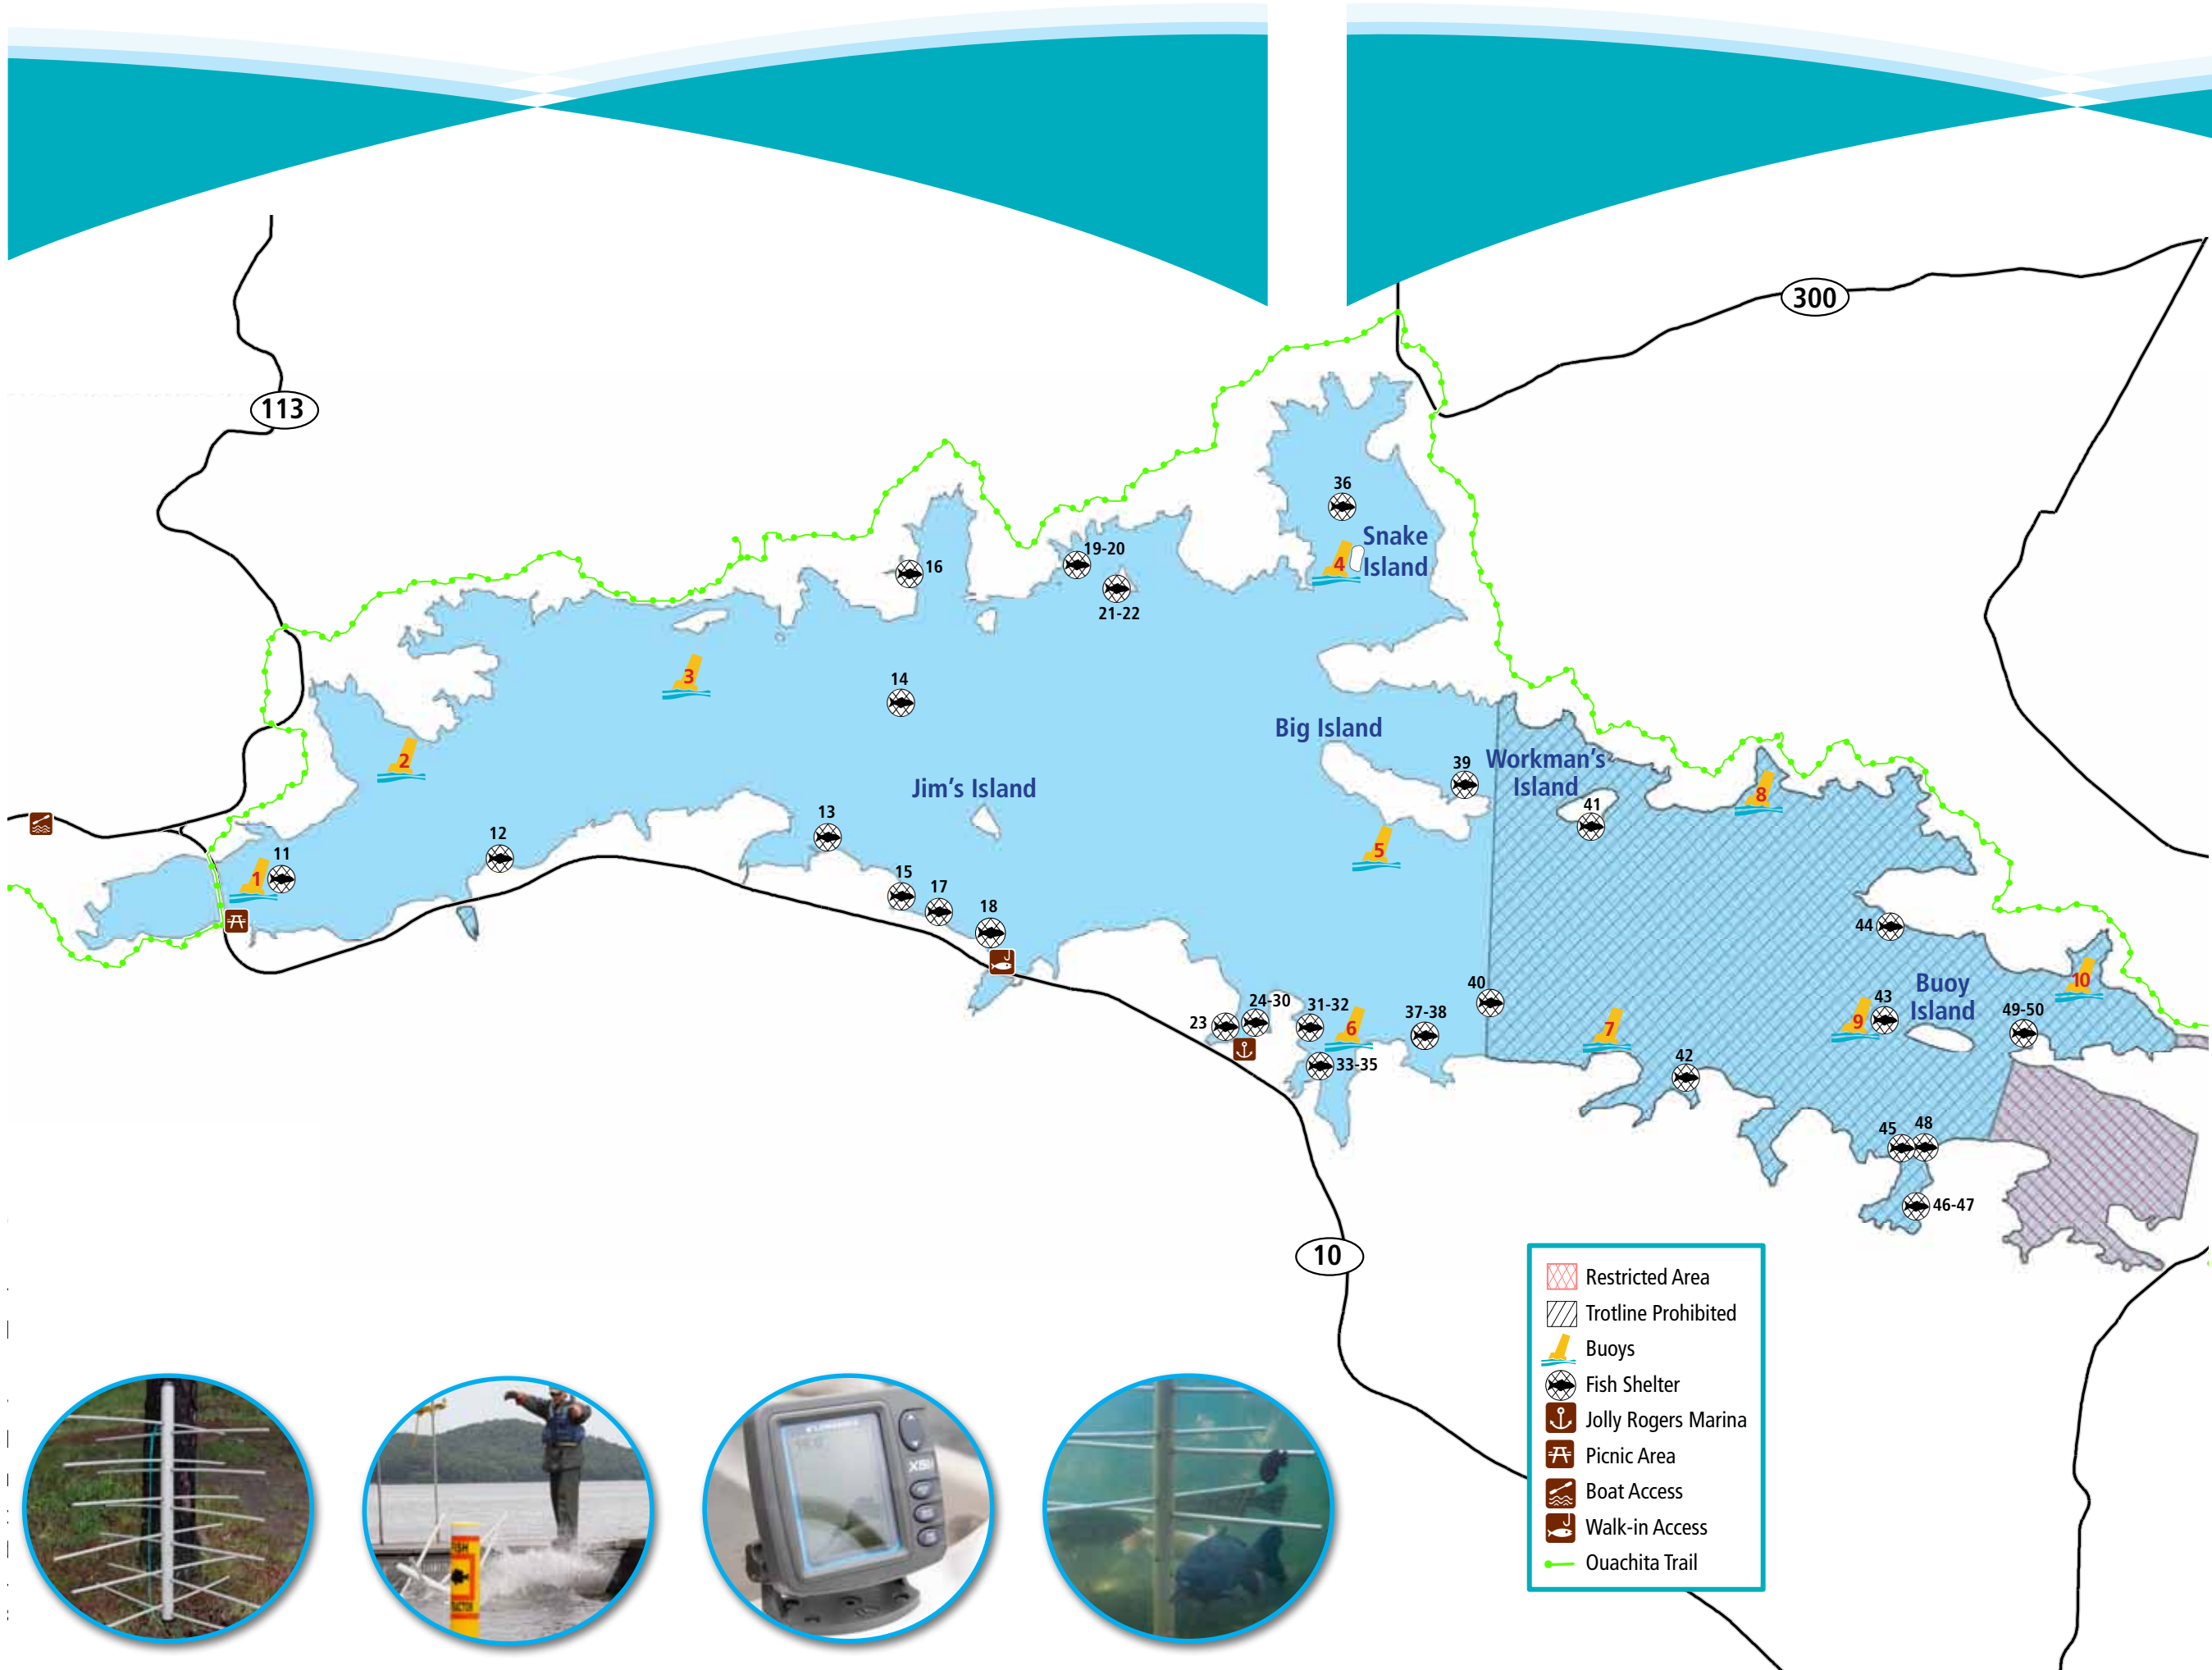 300
113
36
Snake
Island
4
19-20
16
21-22
3
14
Big Island
2
39
Workman's
Island
41
8
Jim's Island
13
12
5
11
1
15
17
18
44
10
Buoy
Island
40
43
9
49-50
24-30
31-32
37-38
23
6
7
33-35
42
45
48
46-47
10
Restricted Area
Trotline Prohibited
Buoys
Fish Shelter
Jolly Rogers Marina
Picnic Area
Boat Access
Walk-in Access
Ouachita Trail
FISH
X51